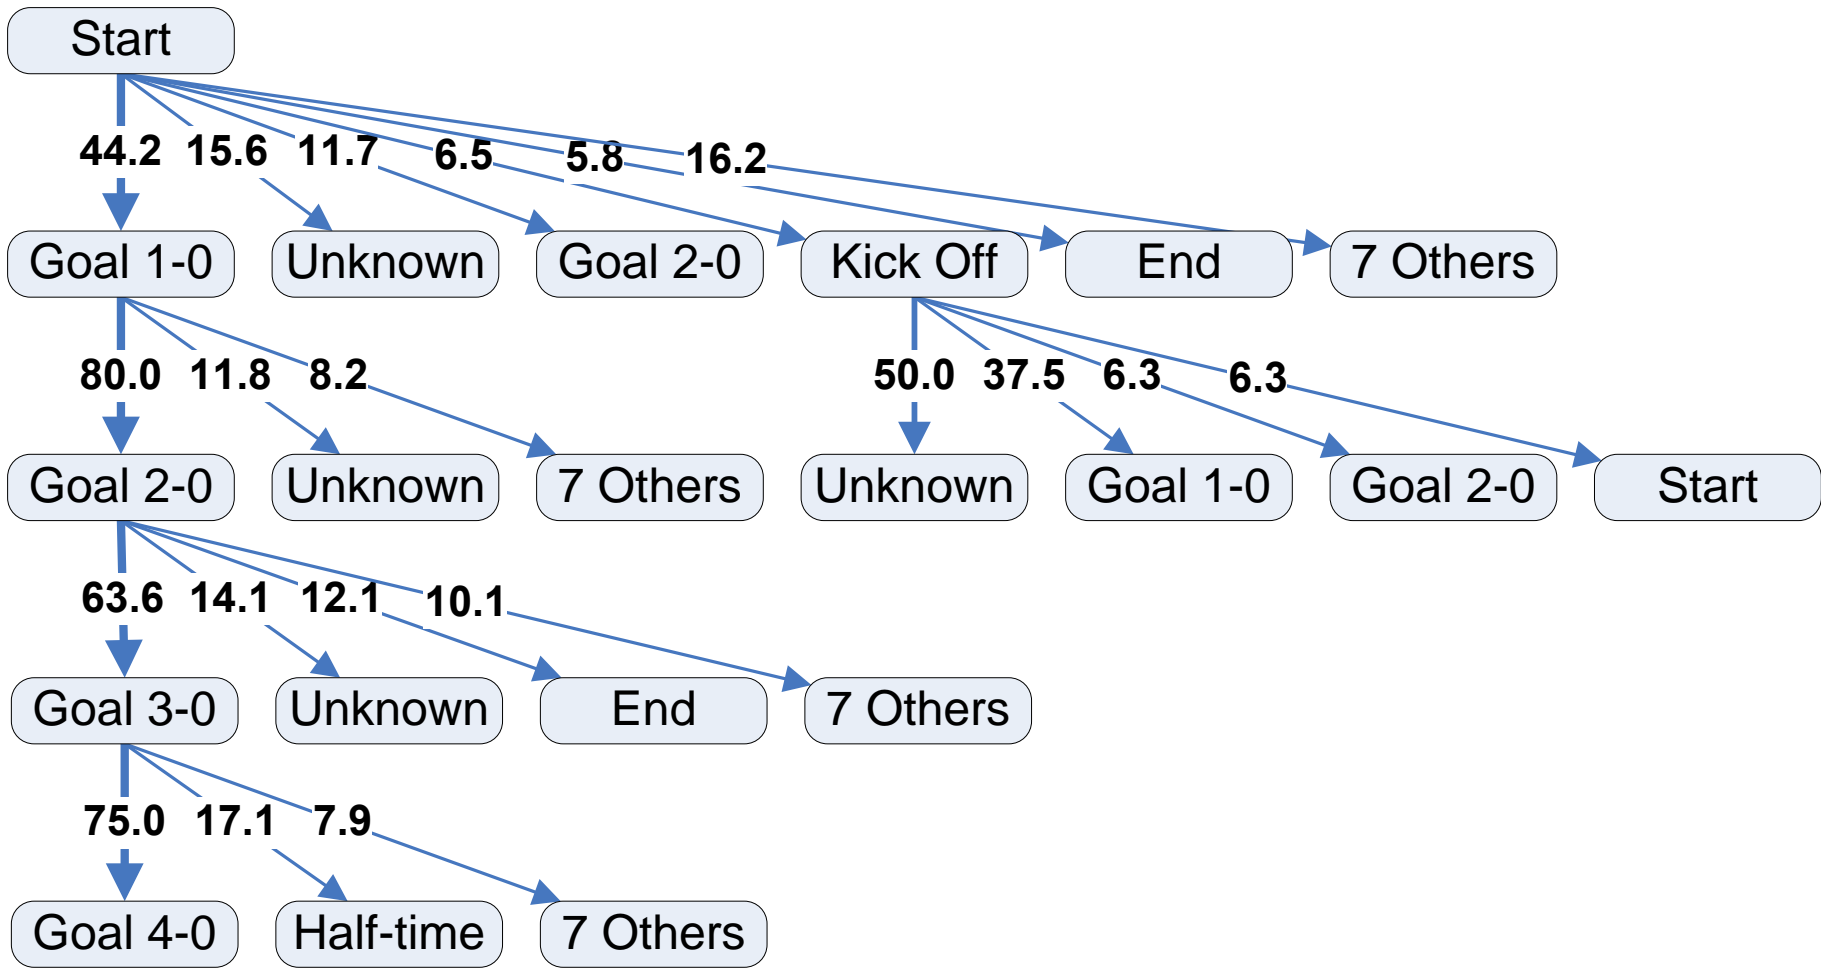 Start
44.2 15.6 11.7 6.5 5.8 16.2
Goal 1-0 Unknown Goal 2-0 Kick Off End 7 Others
80.0 11.8 8.2 50.0 37.5 6.3 6.3
Goal 2-0 Unknown 7 Others Unknown Goal 1-0 Goal 2-0 Start
63.6 14.1 12.1 10.1
Goal 3-0 Unknown End 7 Others
75.0 17.1 7.9
Goal 4-0 Half-time 7 Others